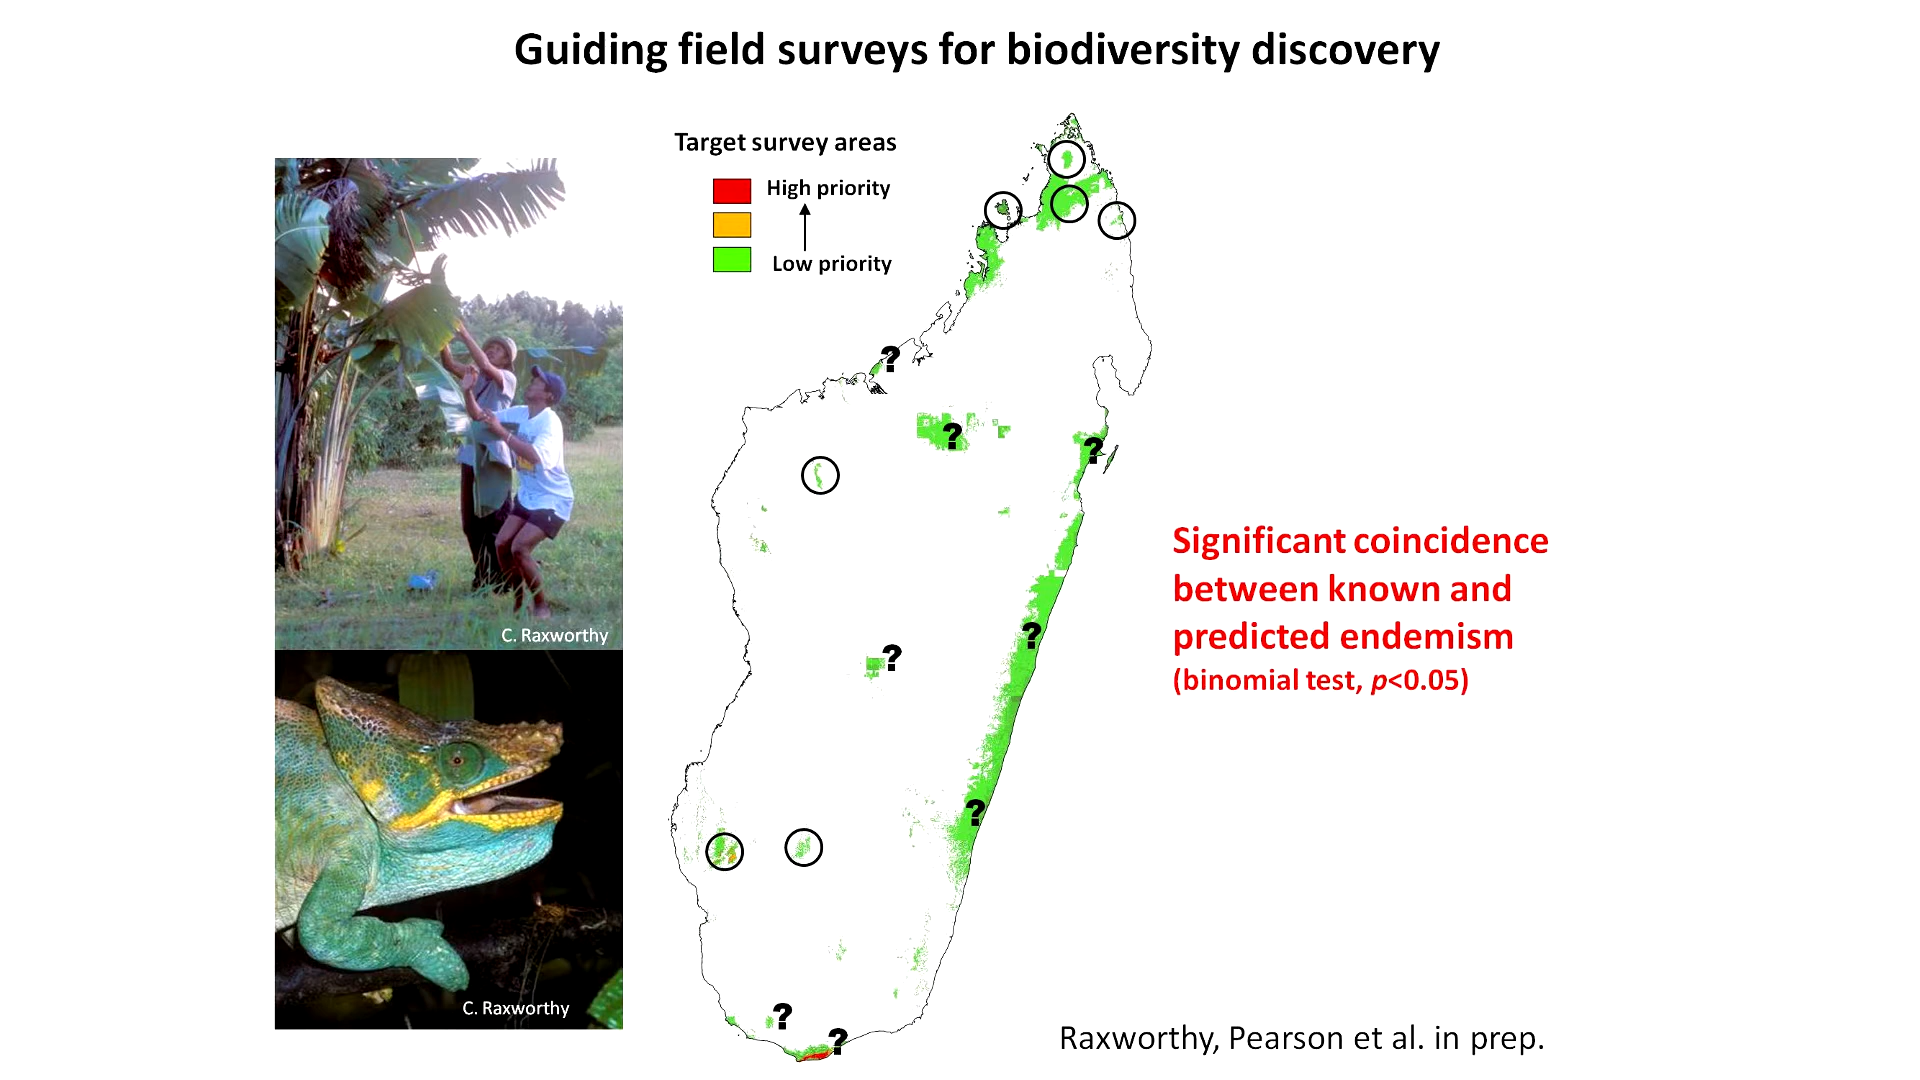 Guiding field surveys for biodiversity discovery
Target survey areas
High priority
Low priority
C. Raxworthy
C. Raxworthy
?
?
?
?
?
?
?
?
Significant coincidence
between known and
predicted endemism
(binomial test, p<0.05)
Raxworthy, Pearson et al. in prep.